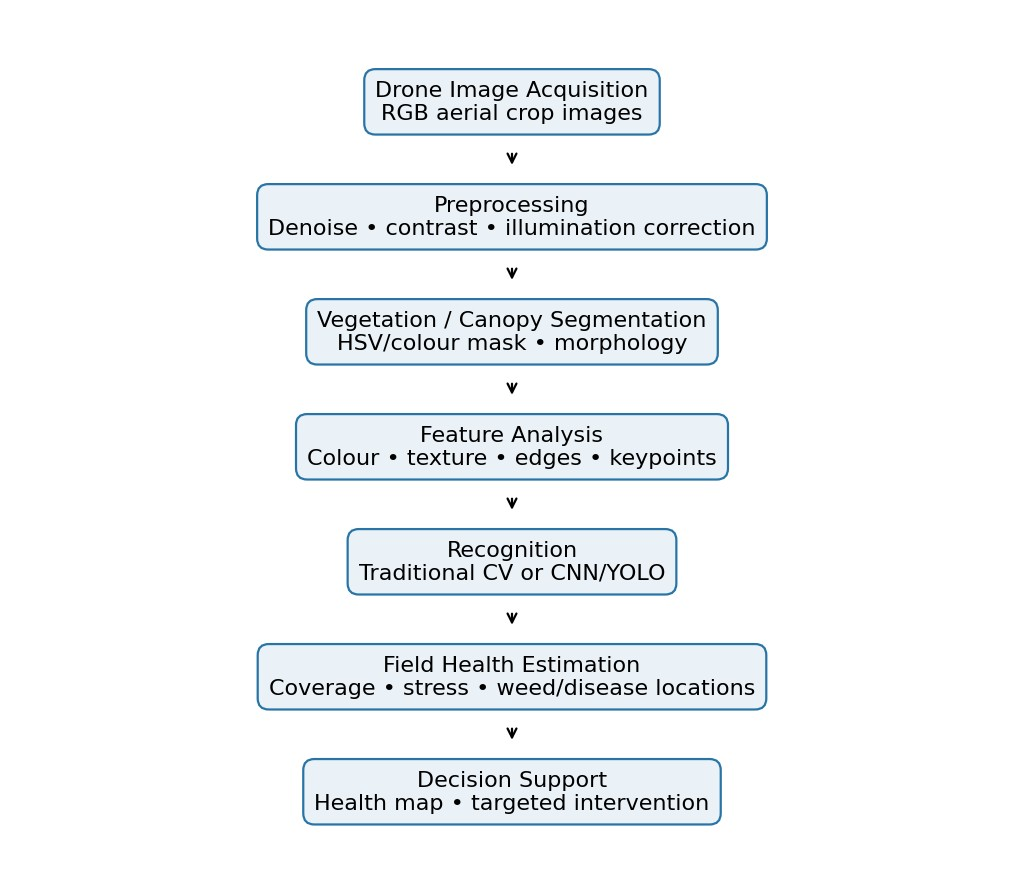 Drone Image Acquisition
RGB aerial crop images
Preprocessing
Denoise • contrast • illumination correction
Vegetation / Canopy Segmentation
HSV/colour mask • morphology
Feature Analysis
Colour • texture • edges • keypoints
Recognition
Traditional CV or CNN/YOLO
Field Health Estimation
Coverage • stress • weed/disease locations
Decision Support
Health map • targeted intervention